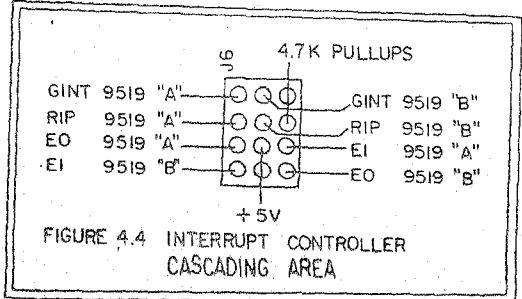 J6
4.7K PULLUPS
GINT 9519 "A"
GINT 9519 "B"
RIP 9519 "A"
RIP 9519 "B"
EO 9519 "A"
EI 9519 "A"
EI 9519 "B"
EO 9519 "B"
+5V
FIGURE 4.4 INTERRUPT CONTROLLER
CASCADING AREA